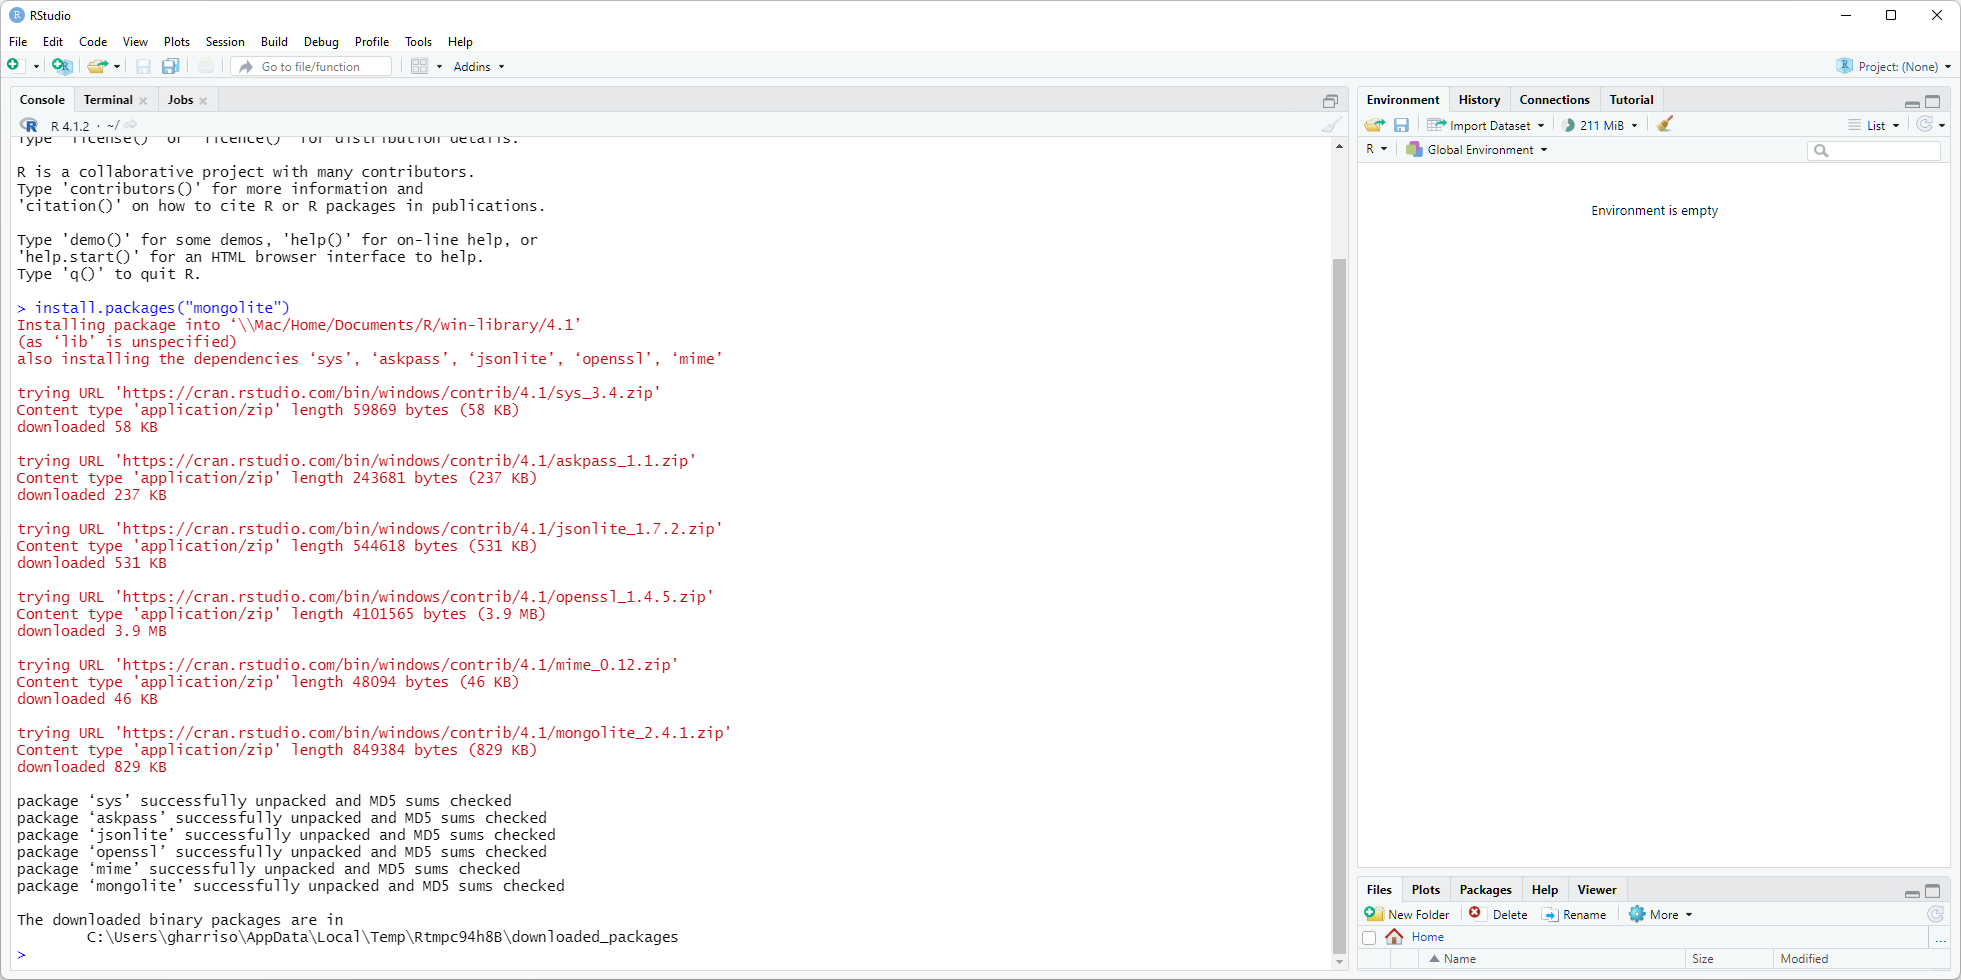 RStudio
File Edit Code View Plots Session Build Debug Profile Tools Help
Go to file/function Addins Project: (None)
Console Terminal Jobs
R 4.1.2 · ~/
Type 'license()' or 'licence()' for distribution details.
R is a collaborative project with many contributors.
Type 'contributors()' for more information and
'citation()' on how to cite R or R packages in publications.
Type 'demo()' for some demos, 'help()' for on-line help, or
'help.start()' for an HTML browser interface to help.
Type 'q()' to quit R.
> install.packages("mongolite")
Installing package into ‘\\Mac/Home/Documents/R/win-library/4.1’
(as ‘lib’ is unspecified)
also installing the dependencies ‘sys’, ‘askpass’, ‘jsonlite’, ‘openssl’, ‘mime’
trying URL 'https://cran.rstudio.com/bin/windows/contrib/4.1/sys_3.4.zip'
Content type 'application/zip' length 59869 bytes (58 KB)
downloaded 58 KB
trying URL 'https://cran.rstudio.com/bin/windows/contrib/4.1/askpass_1.1.zip'
Content type 'application/zip' length 243681 bytes (237 KB)
downloaded 237 KB
trying URL 'https://cran.rstudio.com/bin/windows/contrib/4.1/jsonlite_1.7.2.zip'
Content type 'application/zip' length 544618 bytes (531 KB)
downloaded 531 KB
trying URL 'https://cran.rstudio.com/bin/windows/contrib/4.1/openssl_1.4.5.zip'
Content type 'application/zip' length 4101565 bytes (3.9 MB)
downloaded 3.9 MB
trying URL 'https://cran.rstudio.com/bin/windows/contrib/4.1/mime_0.12.zip'
Content type 'application/zip' length 48094 bytes (46 KB)
downloaded 46 KB
trying URL 'https://cran.rstudio.com/bin/windows/contrib/4.1/mongolite_2.4.1.zip'
Content type 'application/zip' length 849384 bytes (829 KB)
downloaded 829 KB
package ‘sys’ successfully unpacked and MD5 sums checked
package ‘askpass’ successfully unpacked and MD5 sums checked
package ‘jsonlite’ successfully unpacked and MD5 sums checked
package ‘openssl’ successfully unpacked and MD5 sums checked
package ‘mime’ successfully unpacked and MD5 sums checked
package ‘mongolite’ successfully unpacked and MD5 sums checked
The downloaded binary packages are in
C:\Users\gharriso\AppData\Local\Temp\Rtmpc94h8B\downloaded_packages
>
Environment History Connections Tutorial
Import Dataset 211 MiB List
R Global Environment
Environment is empty
Files Plots Packages Help Viewer
New Folder Delete Rename More
Home ...
Name Size Modified